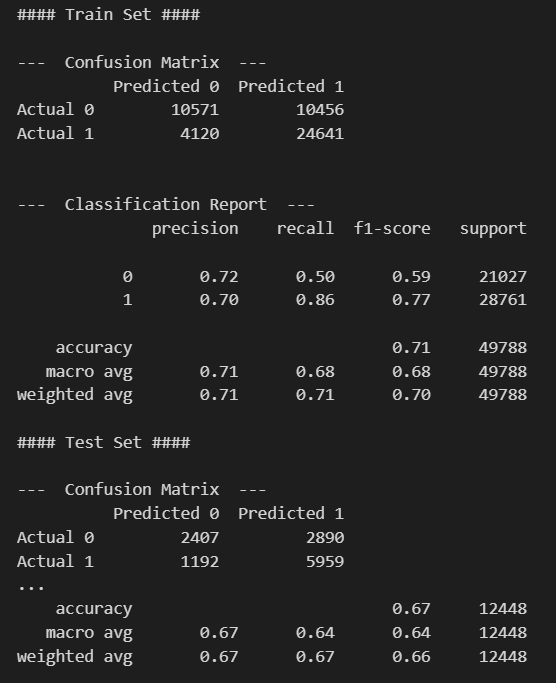 #### Train Set ####
--- Confusion Matrix ---
Predicted 0 Predicted 1
Actual 0 10571 10456
Actual 1 4120 24641
--- Classification Report ---
precision recall f1-score support
0 0.72 0.50 0.59 21027
1 0.70 0.86 0.77 28761
accuracy 0.71 49788
macro avg 0.71 0.68 0.68 49788
weighted avg 0.71 0.71 0.70 49788
#### Test Set ####
--- Confusion Matrix ---
Predicted 0 Predicted 1
Actual 0 2407 2890
Actual 1 1192 5959
...
accuracy 0.67 12448
macro avg 0.67 0.64 0.64 12448
weighted avg 0.67 0.67 0.66 12448